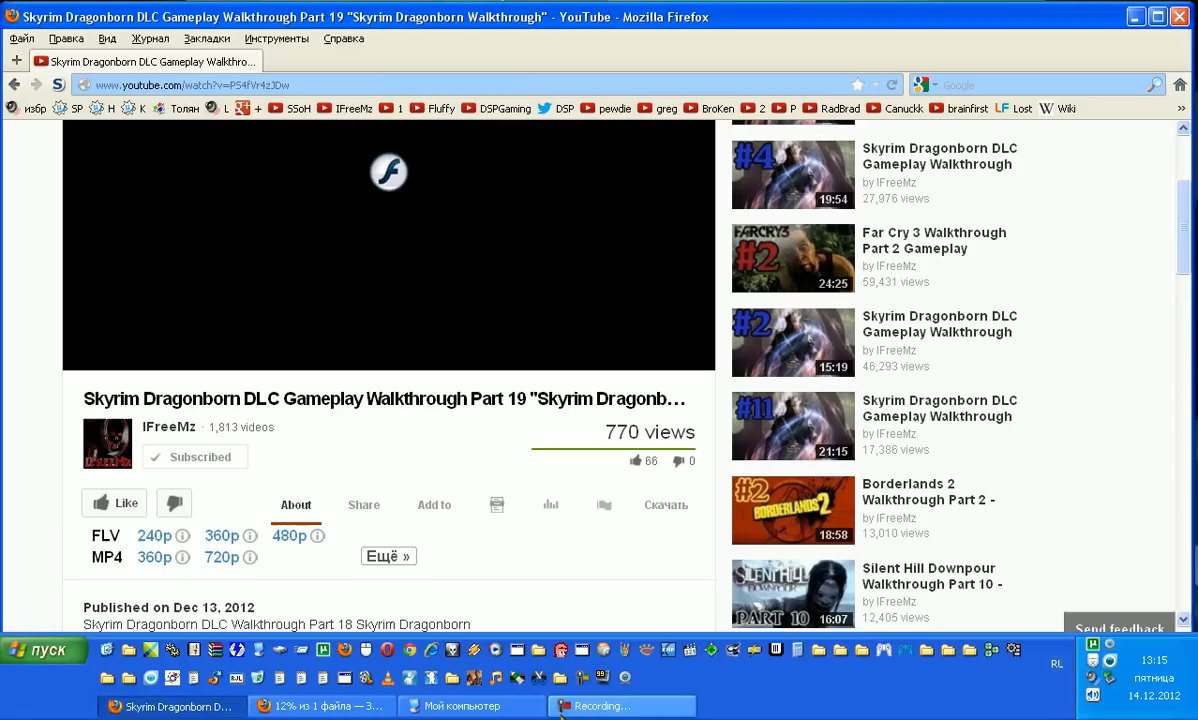 Skyrim Dragonborn DLC Gameplay Walkthrough Part 19 "Skyrim Dragonborn Walkthrough" - YouTube - Mozilla Firefox
Файл Правка Вид Журнал Закладки Инструменты Справка
Skyrim Dragonborn DLC Gameplay Walkthro...
www.youtube.com/watch?v=PS4fVr4zJDw
Google
избр SP H K Толян L + SSoH IFreeMz 1 Fluffy DSPGaming DSP pewdie greg BroKen 2 P RadBrad Canuckk brainfirst Lost Wiki
#4
19:54
Skyrim Dragonborn DLC
Gameplay Walkthrough
by IFreeMz
27,976 views
FARCRY3
#2
24:25
Far Cry 3 Walkthrough
Part 2 Gameplay
by IFreeMz
59,431 views
#2
15:19
Skyrim Dragonborn DLC
Gameplay Walkthrough
by IFreeMz
46,293 views
#11
21:15
Skyrim Dragonborn DLC
Gameplay Walkthrough
by IFreeMz
17,386 views
#2
BORDERLANDS 2
18:58
Borderlands 2
Walkthrough Part 2 -
by IFreeMz
13,010 views
SILENT HILL
DOWNPOUR
PART 10
16:07
Silent Hill Downpour
Walkthrough Part 10 -
by IFreeMz
12,405 views
Skyrim Dragonborn DLC Gameplay Walkthrough Part 19 "Skyrim Dragonb...
IFreeMz · 1,813 videos
Subscribed
770 views
66 0
Like About Share Add to Скачать
FLV 240p 360p 480p
MP4 360p 720p Ещё »
Published on Dec 13, 2012
Skyrim Dragonborn DLC Walkthrough Part 18 Skyrim Dragonborn
Send feedback
пуск
RL
13:15
пятница
14.12.2012
Skyrim Dragonborn D... 12% из 1 файла — З... Мой компьютер Recording...